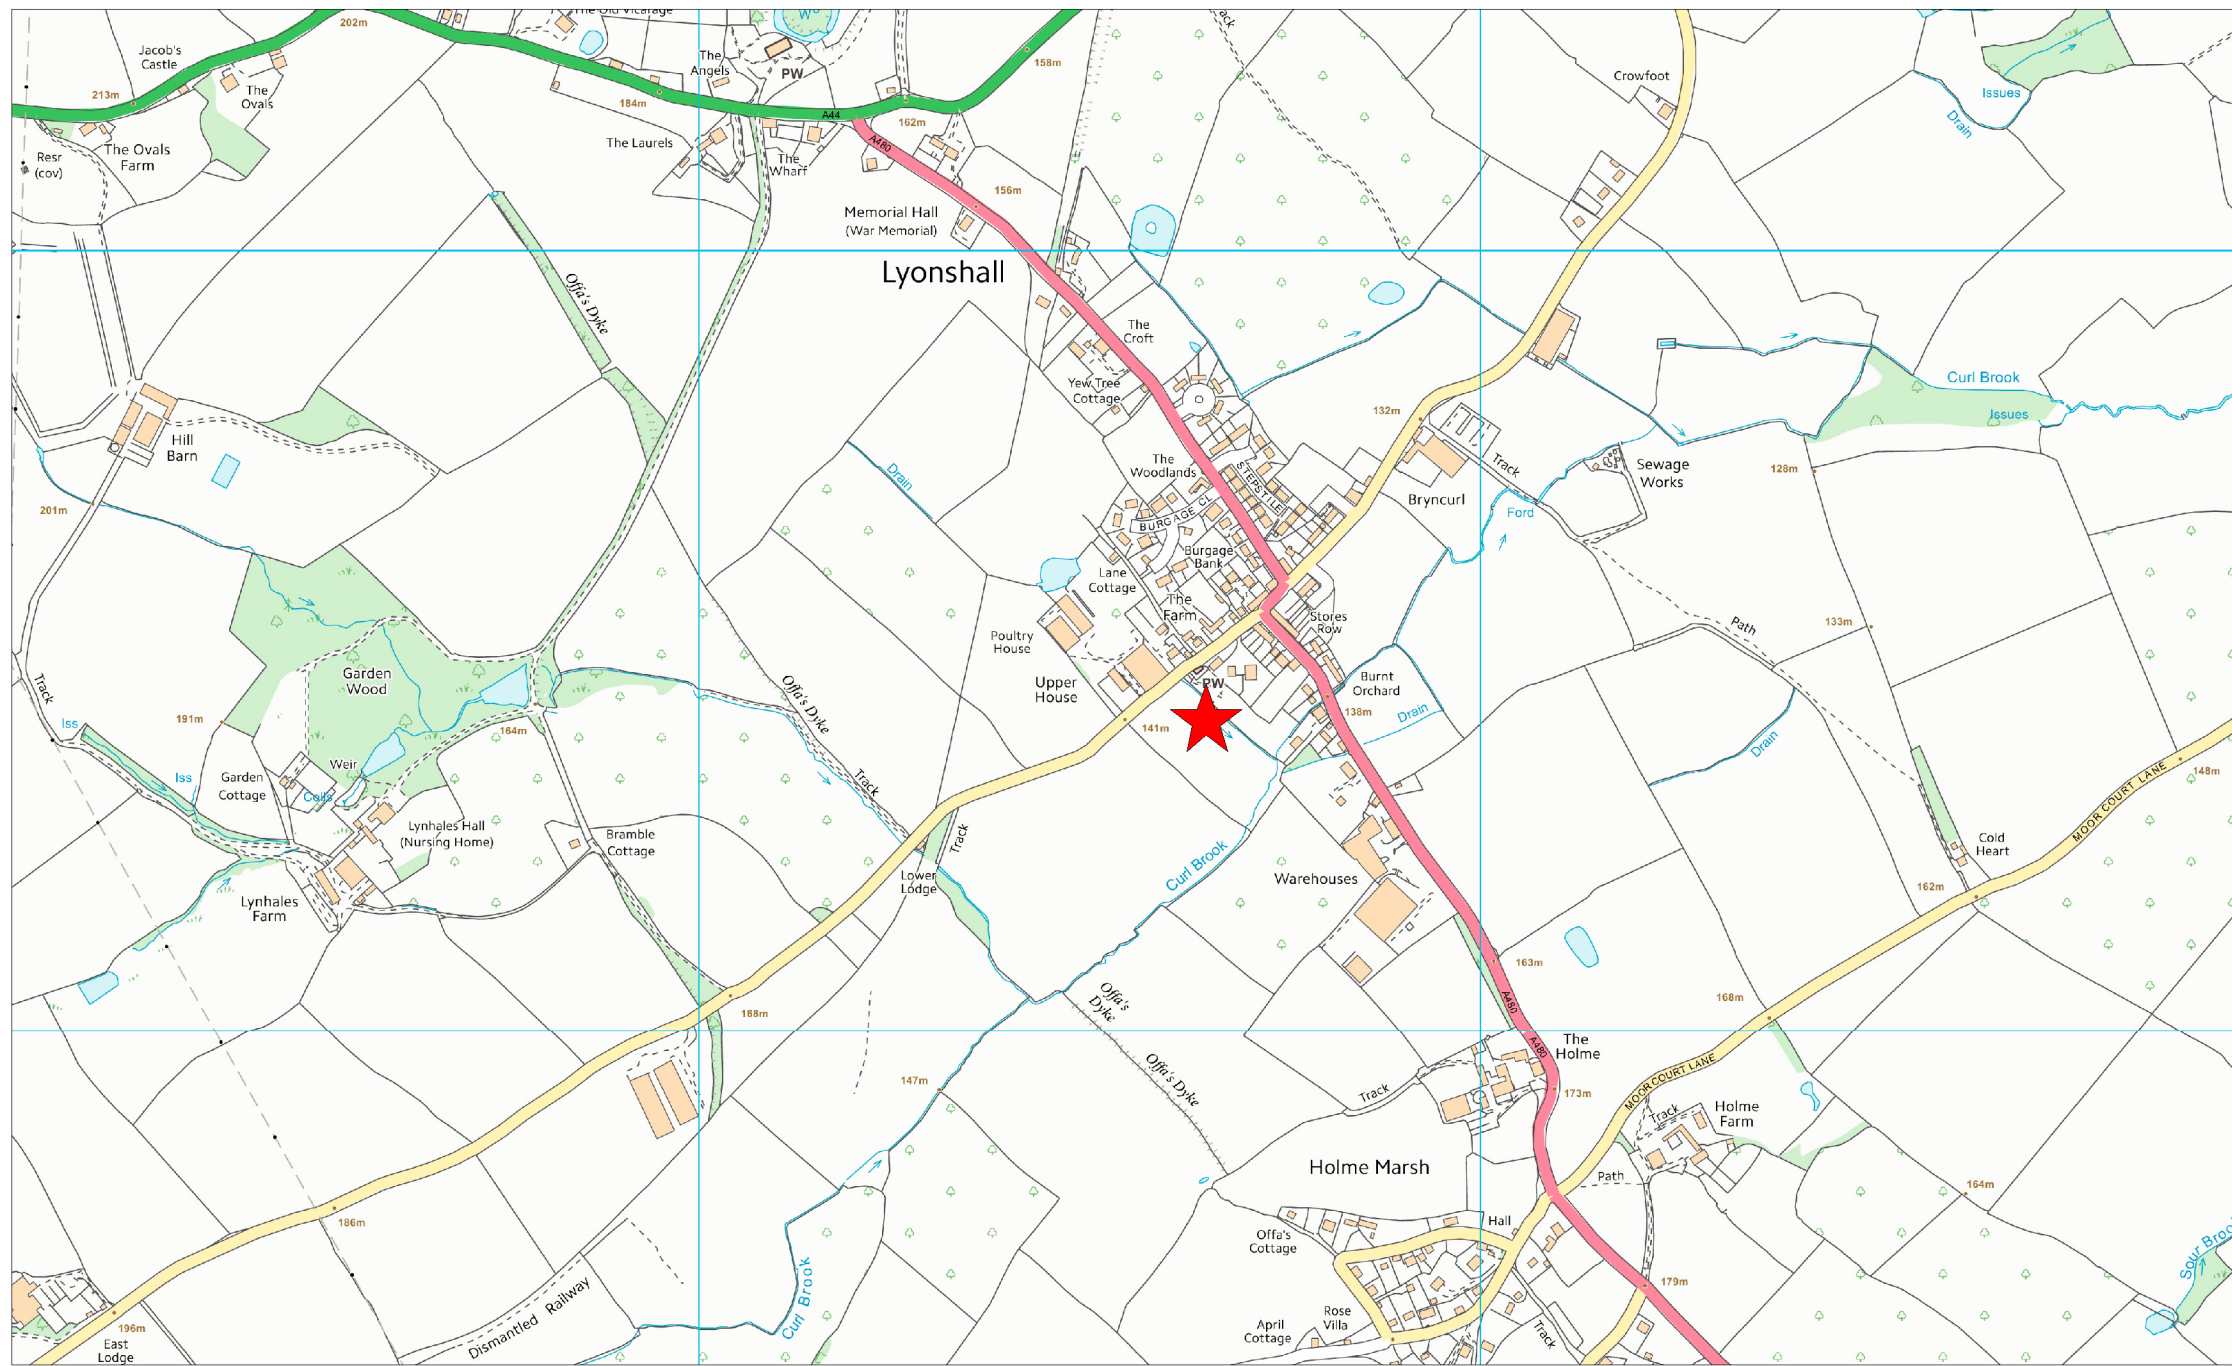 202m
The Old Vicarage
We
Track
Jacob's
Castle
The
Angels
PW
158m
Crowfoot
The
Ovals
213m
184m
A44
162m
Issues
Drain
The Ovals
Farm
Resr
(cov)
The Laurels
The
Wharf
A480
156m
Memorial Hall
(War Memorial)
Lyonshall
Offa's Dyke
The
Croft
Yew Tree
Cottage
132m
Curl Brook
Issues
Hill
Barn
201m
Drain
The
Woodlands
STEPSTILE
BURGAGE CL
Bryncurl
Track
Ford
Sewage
Works
128m
Burgage
Bank
Lane
Cottage
The
Farm
Stores
Row
Poultry
House
Upper
House
PW
Burnt
Orchard
138m
Drain
141m
Path
133m
Drain
MOOR COURT LANE
148m
Garden
Wood
Track
Iss
191m
164m
Weir
Iss
Garden
Cottage
Colls
Offa's Dyke
Track
Lynhales Hall
(Nursing Home)
Bramble
Cottage
Track
Lower
Lodge
Curl Brook
Warehouses
Cold
Heart
162m
Lynhales
Farm
168m
163m
A480
168m
Offa's
Dyke
Offa's Dyke
147m
A480
The
Holme
173m
Track
MOOR COURT LANE
Track
Holme
Farm
Path
Holme Marsh
164m
186m
Offa's
Cottage
Hall
Curl Brook
Dismantled Railway
179m
Sour Broo
196m
East
Lodge
April
Cottage
Rose
Villa
Track